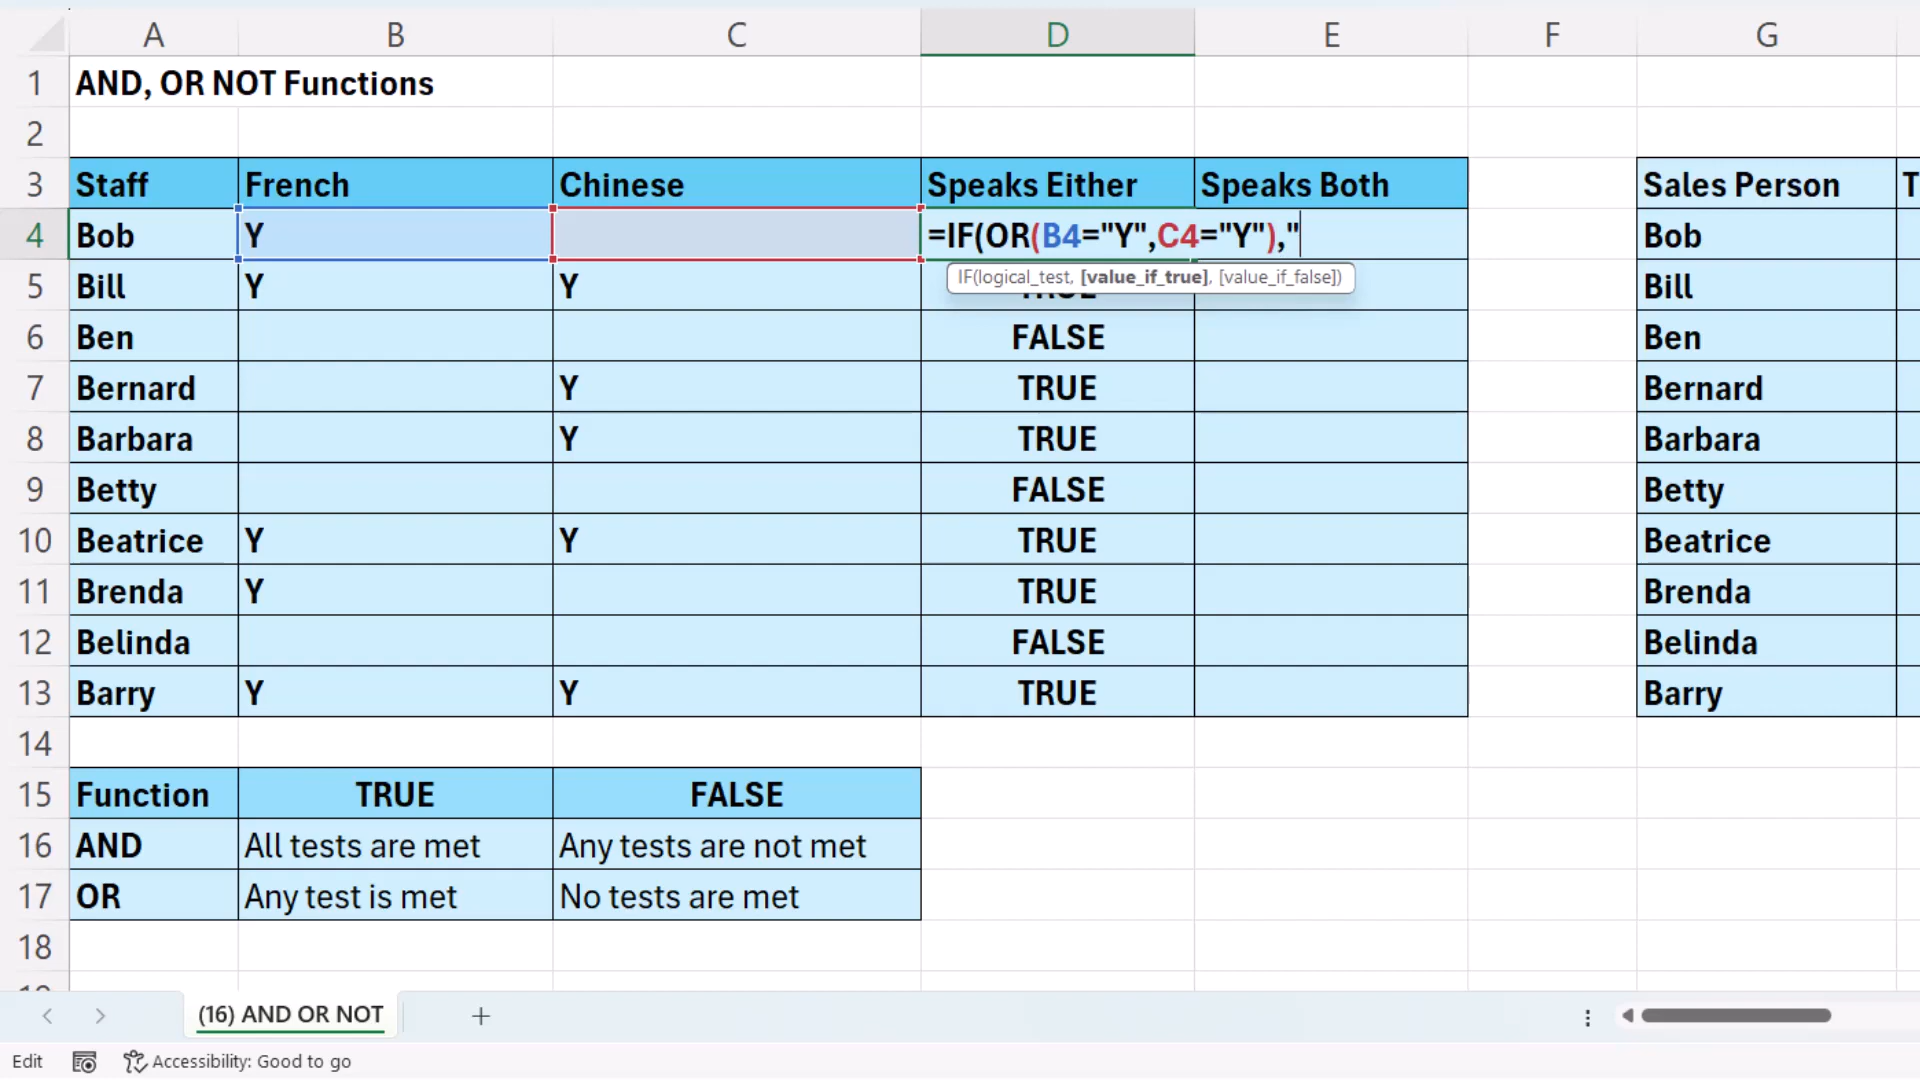 A B C D E F G
1 AND, OR NOT Functions
2
3 Staff French Chinese Speaks Either Speaks Both Sales Person T
4 Bob Y =IF(OR(B4="Y",C4="Y")," Bob
IF(logical_test, [value_if_true], [value_if_false])
5 Bill Y Y TRUE Bill
6 Ben FALSE Ben
7 Bernard Y TRUE Bernard
8 Barbara Y TRUE Barbara
9 Betty FALSE Betty
10 Beatrice Y Y TRUE Beatrice
11 Brenda Y TRUE Brenda
12 Belinda FALSE Belinda
13 Barry Y Y TRUE Barry
14
15 Function TRUE FALSE
16 AND All tests are met Any tests are not met
17 OR Any test is met No tests are met
18
(16) AND OR NOT
Edit Accessibility: Good to go